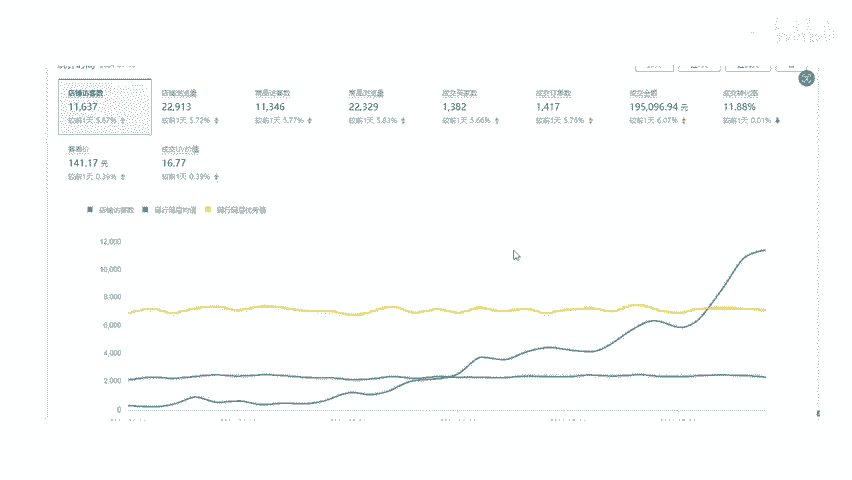 店铺访客数 店铺浏览量 商品访客数 商品浏览量 成交买家数 成交订单数 成交金额 成交转化率
11,637 22,913 11,346 22,329 1,382 1,417 195,096.94 元 11.88%
较前1天 5.67% 较前1天 5.72% 较前1天 5.77% 较前1天 5.83% 较前1天 5.66% 较前1天 5.76% 较前1天 6.07% 较前1天 0.01%
客单价 成交UV价值
141.17 元 16.77
较前1天 0.39% 较前1天 0.39%
店铺访客数 同行同层均值 同行同层优秀值
12,000
10,000
8,000
6,000
4,000
2,000
0